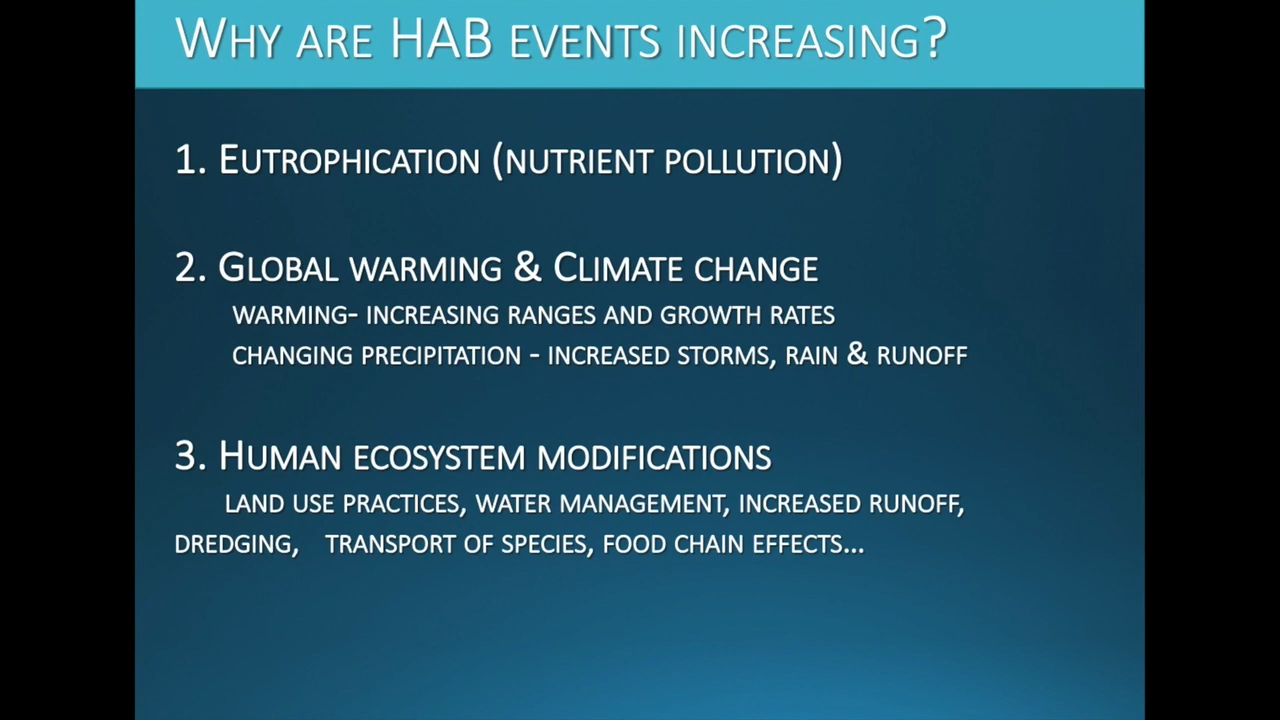 WHY ARE HAB EVENTS INCREASING?
1. EUTROPHICATION (NUTRIENT POLLUTION)
2. GLOBAL WARMING & CLIMATE CHANGE
WARMING- INCREASING RANGES AND GROWTH RATES
CHANGING PRECIPITATION - INCREASED STORMS, RAIN & RUNOFF
3. HUMAN ECOSYSTEM MODIFICATIONS
LAND USE PRACTICES, WATER MANAGEMENT, INCREASED RUNOFF,
DREDGING, TRANSPORT OF SPECIES, FOOD CHAIN EFFECTS...